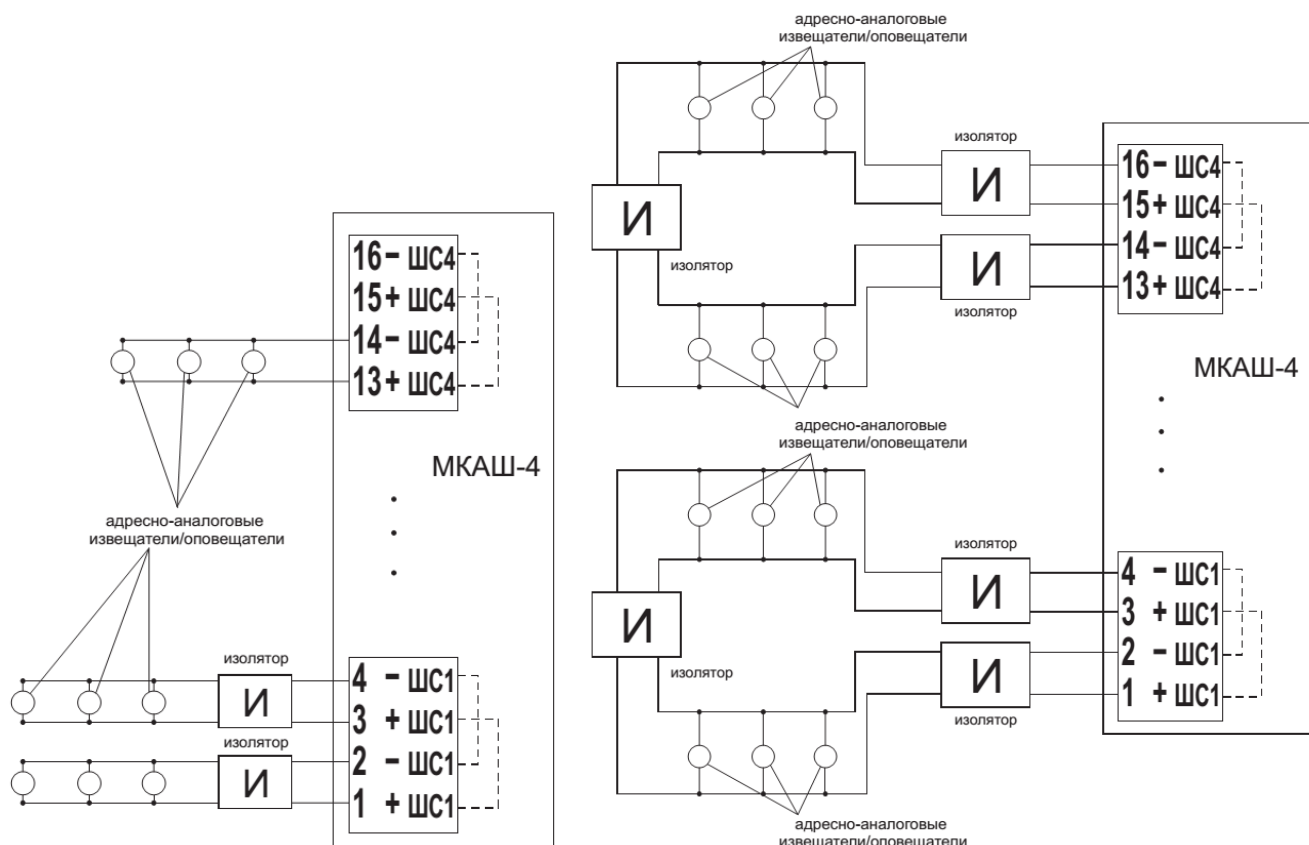 16 - ШС4
15 + ШС4
14 - ШС4
13 + ШС4
МКАШ-4
адресно-аналоговые
извещатели/оповещатели
изолятор
И
изолятор
И
4 - ШС1
3 + ШС1
2 - ШС1
1 + ШС1
адресно-аналоговые
извещатели/оповещатели
изолятор
И
И
изолятор
И
изолятор
16 - ШС4
15 + ШС4
14 - ШС4
13 + ШС4
МКАШ-4
адресно-аналоговые
извещатели/оповещатели
изолятор
И
И
изолятор
И
изолятор
4 - ШС1
3 + ШС1
2 - ШС1
1 + ШС1
адресно-аналоговые
извещатели/оповещатели